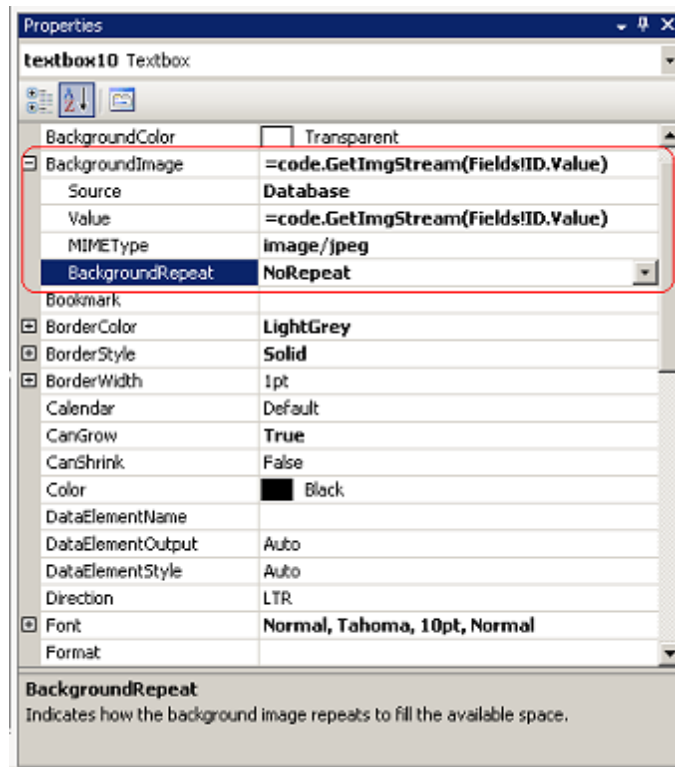 Properties
textbox10 Textbox
BackgroundColor Transparent
BackgroundImage =code.GetImgStream(Fields!ID.Value)
Source Database
Value =code.GetImgStream(Fields!ID.Value)
MIMEType image/jpeg
BackgroundRepeat NoRepeat
Bookmark
BorderColor LightGrey
BorderStyle Solid
BorderWidth 1pt
Calendar Default
CanGrow True
CanShrink False
Color Black
DataElementName
DataElementOutput Auto
DataElementStyle Auto
Direction LTR
Font Normal, Tahoma, 10pt, Normal
Format
BackgroundRepeat
Indicates how the background image repeats to fill the available space.